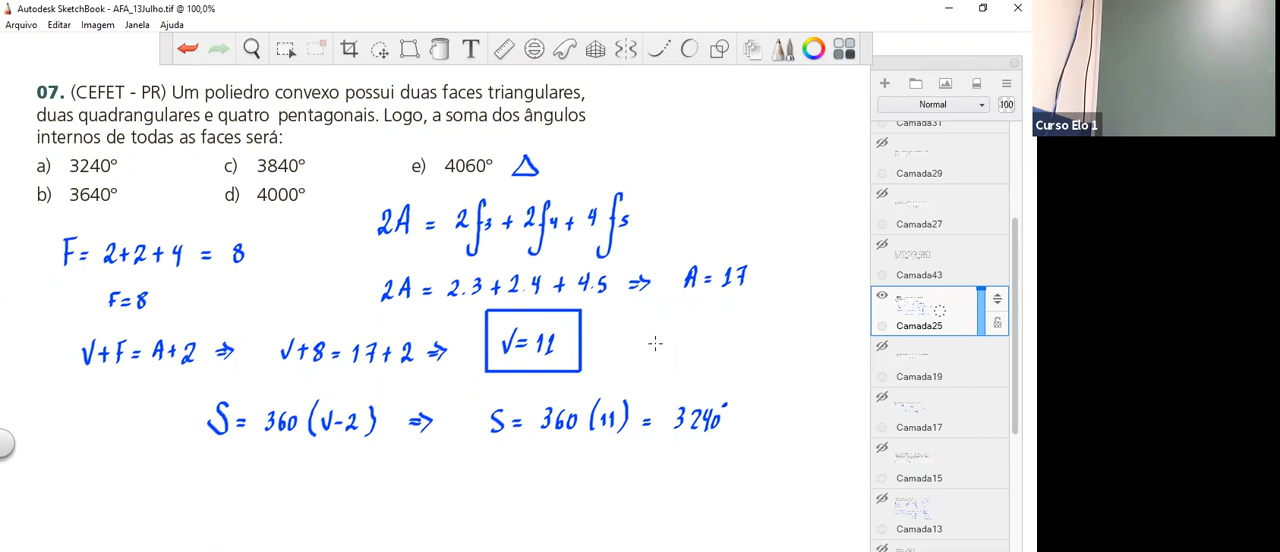 Autodesk SketchBook - AFA_13Julho.tif @ 100,0%
Arquivo Editar Imagem Janela Ajuda
07. (CEFET - PR) Um poliedro convexo possui duas faces triangulares,
duas quadrangulares e quatro pentagonais. Logo, a soma dos ângulos
internos de todas as faces será:
a) 3240° c) 3840° e) 4060° △
b) 3640° d) 4000°
2A = 2f3 + 2f4 + 4f5
F = 2+2+4 = 8
2A = 2.3 + 2.4 + 4.5 ⇒ A = 17
F=8
V+F = A+2 ⇒ V+8 = 17+2 ⇒ V = 11
S = 360 (V-2) ⇒ S = 360 (11) = 3240°
Normal 100
Camada31
Camada29
Camada27
Camada43
Camada25
Camada19
Camada17
Camada15
Camada13
Curso Elo 1